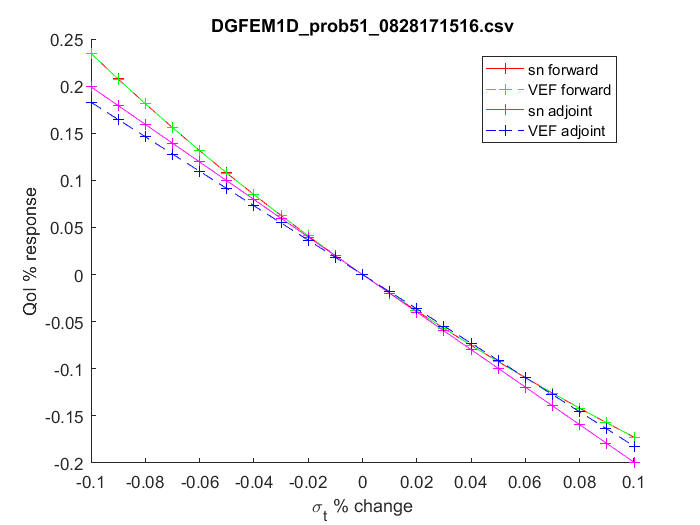 DGFEM1D_prob51_0828171516.csv
sn forward
VEF forward
sn adjoint
VEF adjoint
QoI % response
0.25
0.2
0.15
0.1
0.05
0
-0.05
-0.1
-0.15
-0.2
-0.1 -0.08 -0.06 -0.04 -0.02 0 0.02 0.04 0.06 0.08 0.1
σt % change